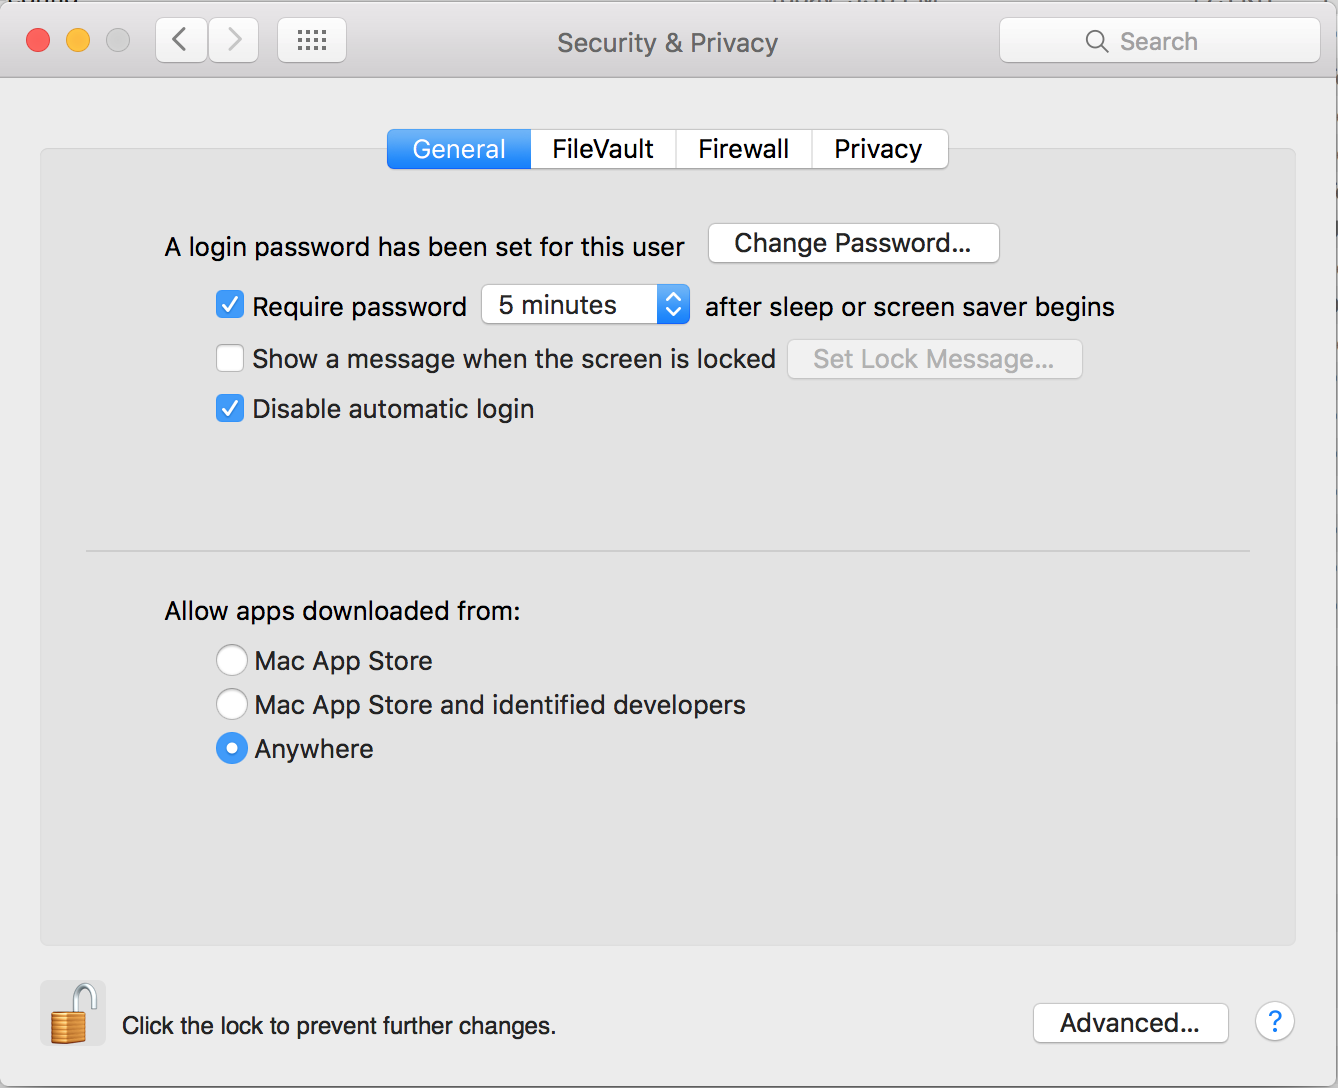 Security & Privacy
Search
General FileVault Firewall Privacy
A login password has been set for this user Change Password...
Require password 5 minutes after sleep or screen saver begins
Show a message when the screen is locked Set Lock Message...
Disable automatic login
Allow apps downloaded from:
Mac App Store
Mac App Store and identified developers
Anywhere
Click the lock to prevent further changes.
Advanced... ?